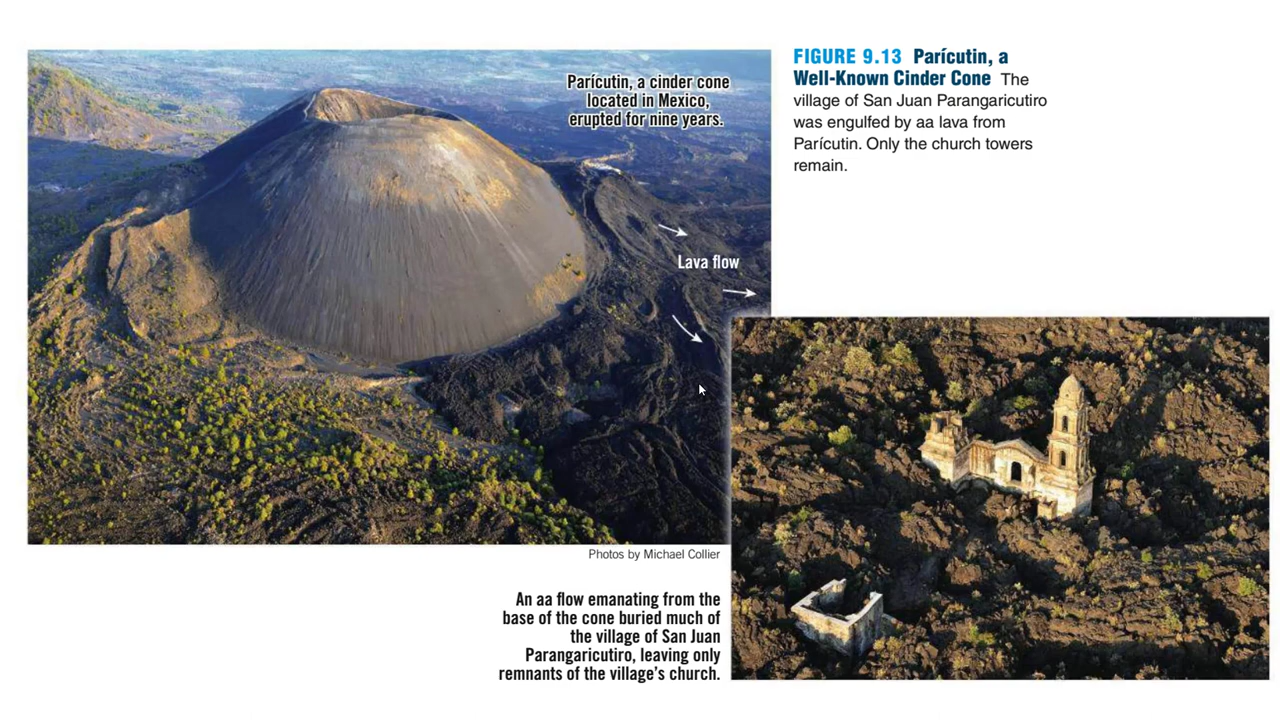 Parícutin, a cinder cone
located in Mexico,
erupted for nine years.
Lava flow
FIGURE 9.13 Parícutin, a
Well-Known Cinder Cone The
village of San Juan Parangaricutiro
was engulfed by aa lava from
Parícutin. Only the church towers
remain.
Photos by Michael Collier
An aa flow emanating from the
base of the cone buried much of
the village of San Juan
Parangaricutiro, leaving only
remnants of the village's church.